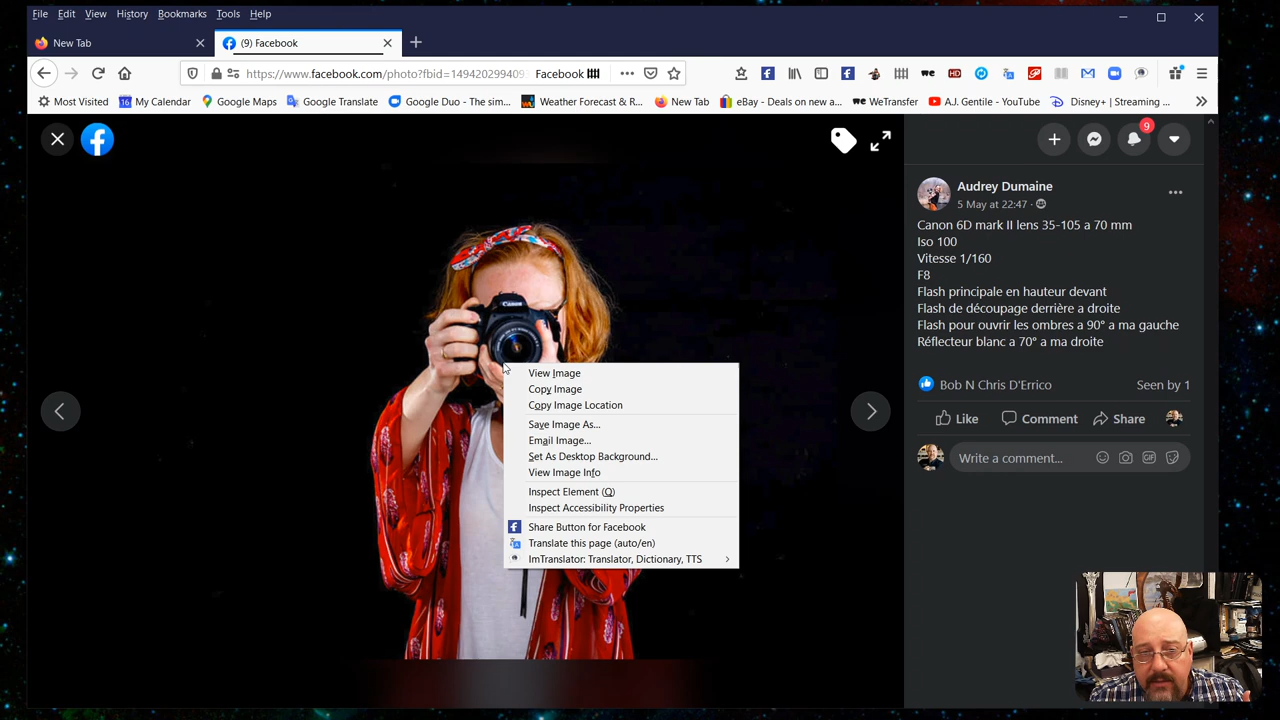 File Edit View History Bookmarks Tools Help
New Tab
(9) Facebook
https://www.facebook.com/photo?fbid=149420299409
Facebook
HD
Most Visited
16 My Calendar
Google Maps
Google Translate
Google Duo - The sim...
Weather Forecast & R...
New Tab
eBay - Deals on new a...
we WeTransfer
A.J. Gentile - YouTube
Disney+ | Streaming ...
9
Audrey Dumaine
5 May at 22:47
Canon 6D mark II lens 35-105 a 70 mm
Iso 100
Vitesse 1/160
F8
Flash principale en hauteur devant
Flash de découpage derrière a droite
Flash pour ouvrir les ombres a 90° a ma gauche
Réflecteur blanc a 70° a ma droite
Bob N Chris D'Errico
Seen by 1
Like
Comment
Share
Write a comment...
GIF
Canon
View Image
Copy Image
Copy Image Location
Save Image As...
Email Image...
Set As Desktop Background...
View Image Info
Inspect Element (Q)
Inspect Accessibility Properties
Share Button for Facebook
Translate this page (auto/en)
ImTranslator: Translator, Dictionary, TTS